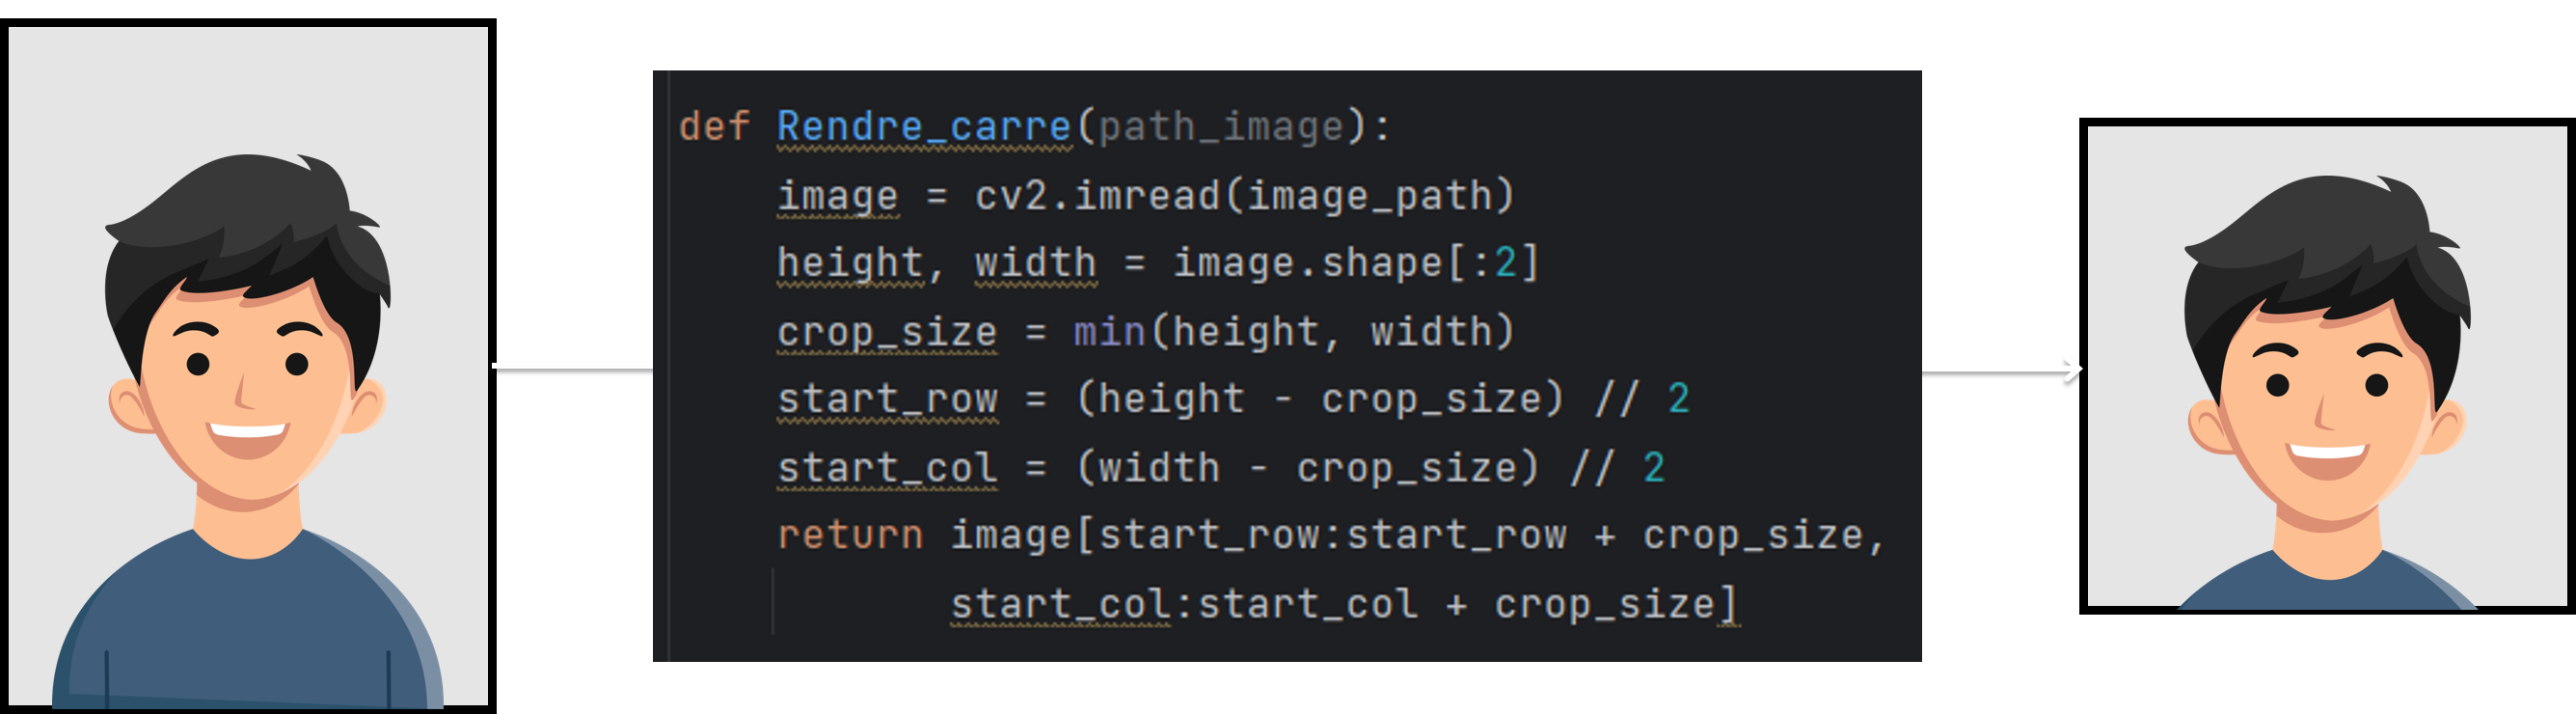 def Rendre_carre(path_image):
image = cv2.imread(image_path)
height, width = image.shape[:2]
crop_size = min(height, width)
start_row = (height - crop_size) // 2
start_col = (width - crop_size) // 2
return image[start_row:start_row + crop_size,
start_col:start_col + crop_size]